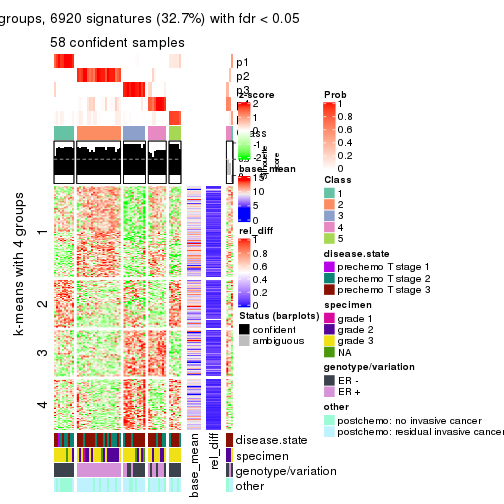 groups, 6920 signatures (32.7%) with fdr < 0.05
58 confident samples
p1
p2
p3
z-score
2
1
0
-1
-2
base_mean
15
10
5
0
rel_diff
1
0.8
0.6
0.4
0.2
0
Status (barplots)
confident
ambiguous
Prob
1
0.8
0.6
0.4
0.2
0
Class
1
2
3
4
5
disease.state
prechemo T stage 1
prechemo T stage 2
prechemo T stage 3
specimen
grade 1
grade 2
grade 3
NA
genotype/variation
ER -
ER +
other
postchemo: no invasive cancer
postchemo: residual invasive cancer
k-means with 4 groups
1
2
3
4
base_mean
rel_diff
disease.state
specimen
genotype/variation
other